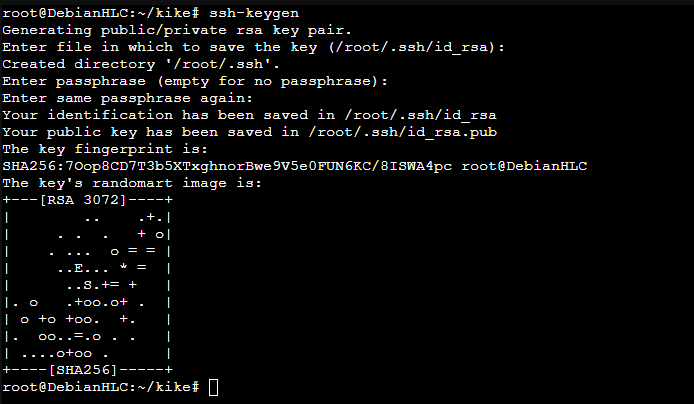 root@DebianHLC:~/kike# ssh-keygen
Generating public/private rsa key pair.
Enter file in which to save the key (/root/.ssh/id_rsa):
Created directory '/root/.ssh'.
Enter passphrase (empty for no passphrase):
Enter same passphrase again:
Your identification has been saved in /root/.ssh/id_rsa
Your public key has been saved in /root/.ssh/id_rsa.pub
The key fingerprint is:
SHA256:7Oop8CD7T3b5XTxghnorBwe9V5e0FUN6KC/8ISWA4pc root@DebianHLC
The key's randomart image is:
+---[RSA 3072]----+
|        ..    .+.|
|     . .  .   + o|
|    . ...  o = = |
|     ..E... * =  |
|      ..S.+= +   |
|. o   .+oo.o+ .  |
| o +o +oo.  +.   |
|.  oo..=.o . .   |
| ....o+oo .      |
+----[SHA256]-----+
root@DebianHLC:~/kike#